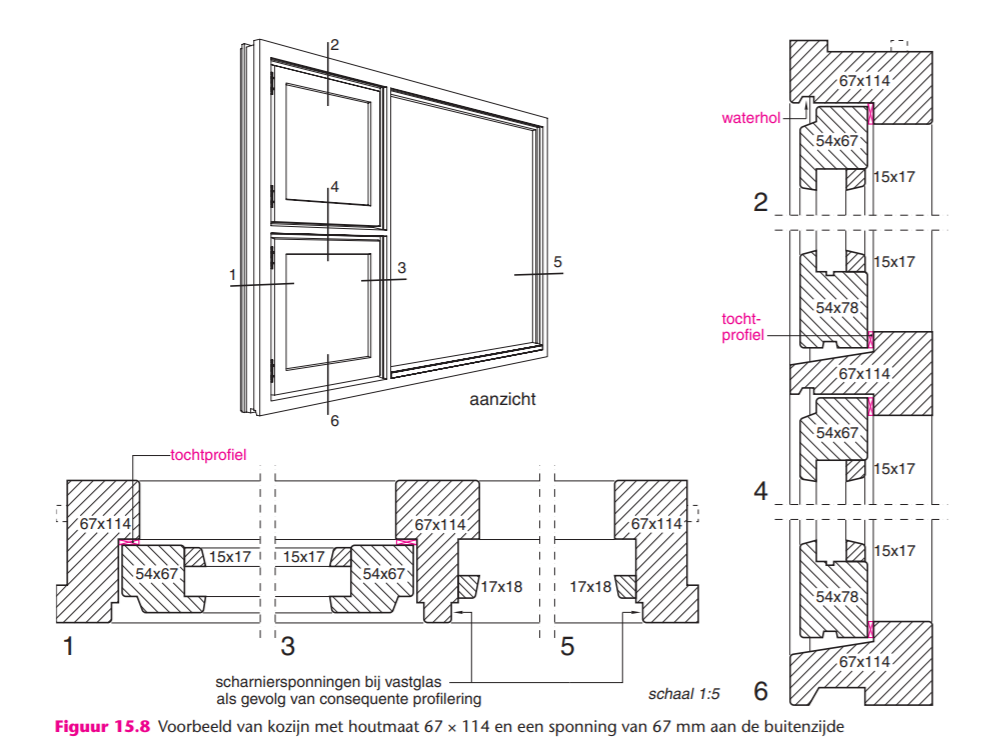 2
4
1
3
5
6
aanzicht
67x114
waterhol
54x67
15x17
2
15x17
54x78
tocht-
profiel
67x114
54x67
15x17
4
15x17
54x78
67x114
6
tochtprofiel
67x114
15x17
15x17
54x67
54x67
67x114
17x18
17x18
67x114
1
3
5
scharniersponningen bij vastglas
als gevolg van consequente profilering
schaal 1:5
Figuur 15.8 Voorbeeld van kozijn met houtmaat 67 × 114 en een sponning van 67 mm aan de buitenzijde